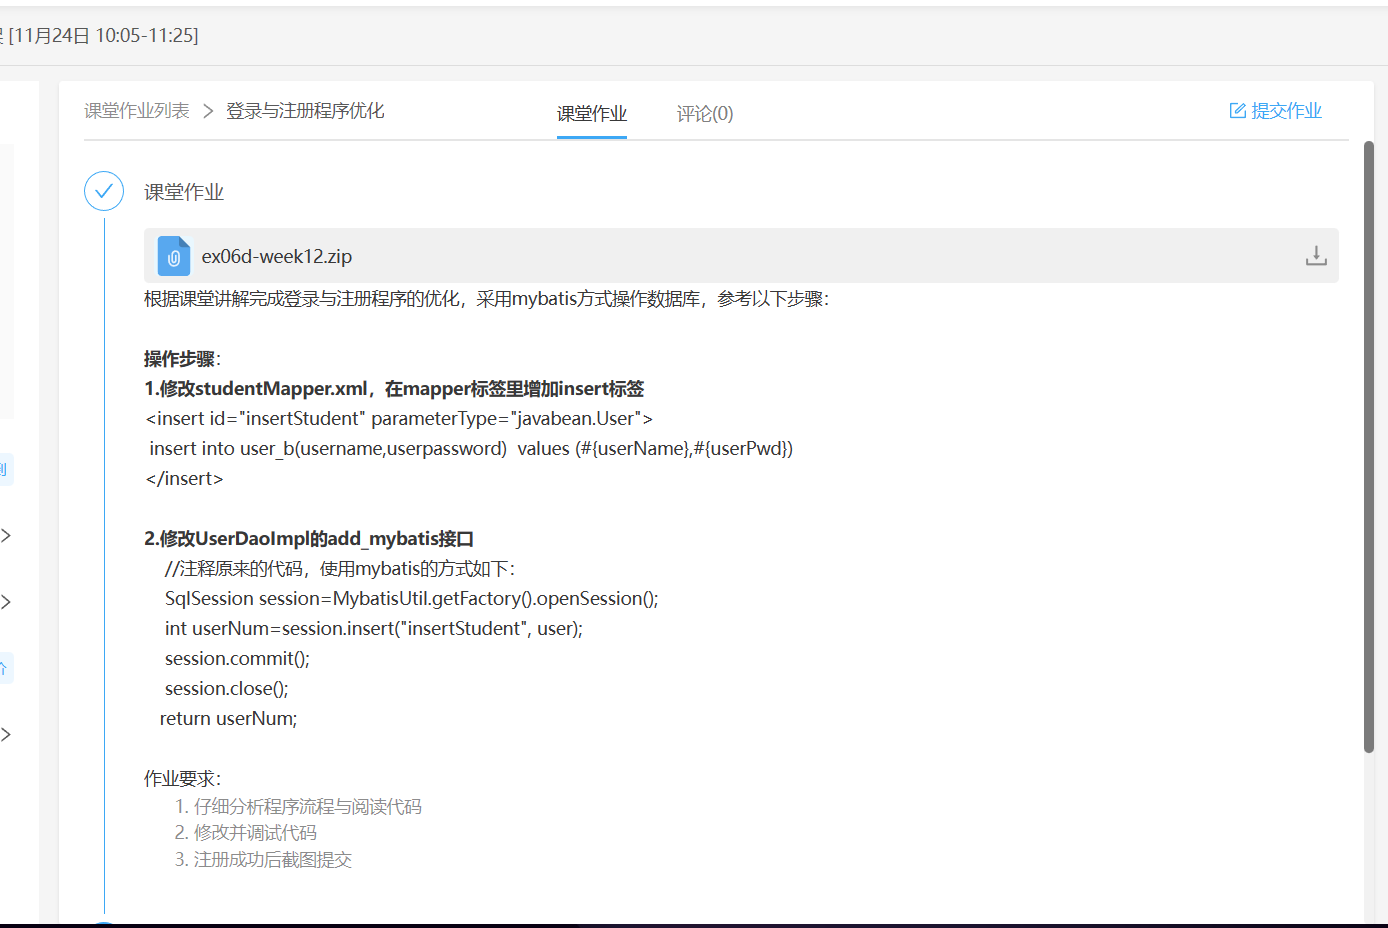 [11月24日 10:05-11:25]
课堂作业列表 > 登录与注册程序优化
课堂作业
评论(0)
提交作业
课堂作业
ex06d-week12.zip
根据课堂讲解完成登录与注册程序的优化，采用mybatis方式操作数据库，参考以下步骤：
操作步骤：
1.修改studentMapper.xml，在mapper标签里增加insert标签
<insert id="insertStudent" parameterType="javabean.User">
insert into user_b(username,userpassword)  values (#{userName},#{userPwd})
</insert>
2.修改UserDaoImpl的add_mybatis接口
//注释原来的代码，使用mybatis的方式如下：
SqlSession session=MybatisUtil.getFactory().openSession();
int userNum=session.insert("insertStudent", user);
session.commit();
session.close();
return userNum;
作业要求：
1. 仔细分析程序流程与阅读代码
2. 修改并调试代码
3. 注册成功后截图提交